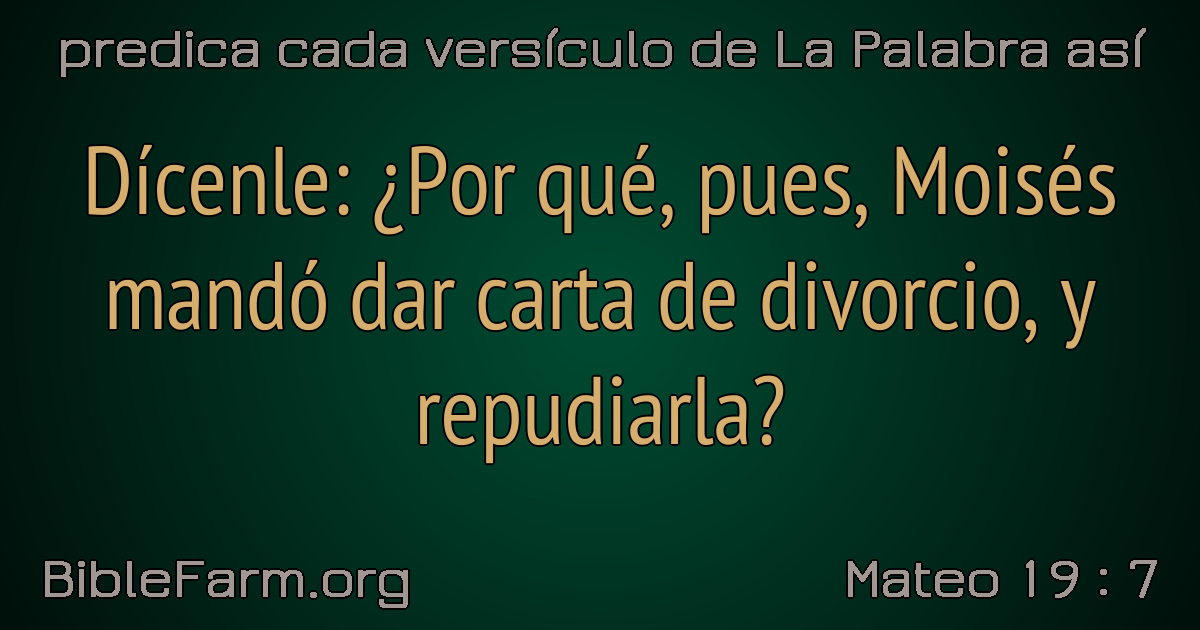 predica cada versículo de La Palabra así
Dícenle: ¿Por qué, pues, Moisés
mandó dar carta de divorcio, y
repudiarla?
BibleFarm.org
Mateo 19 : 7